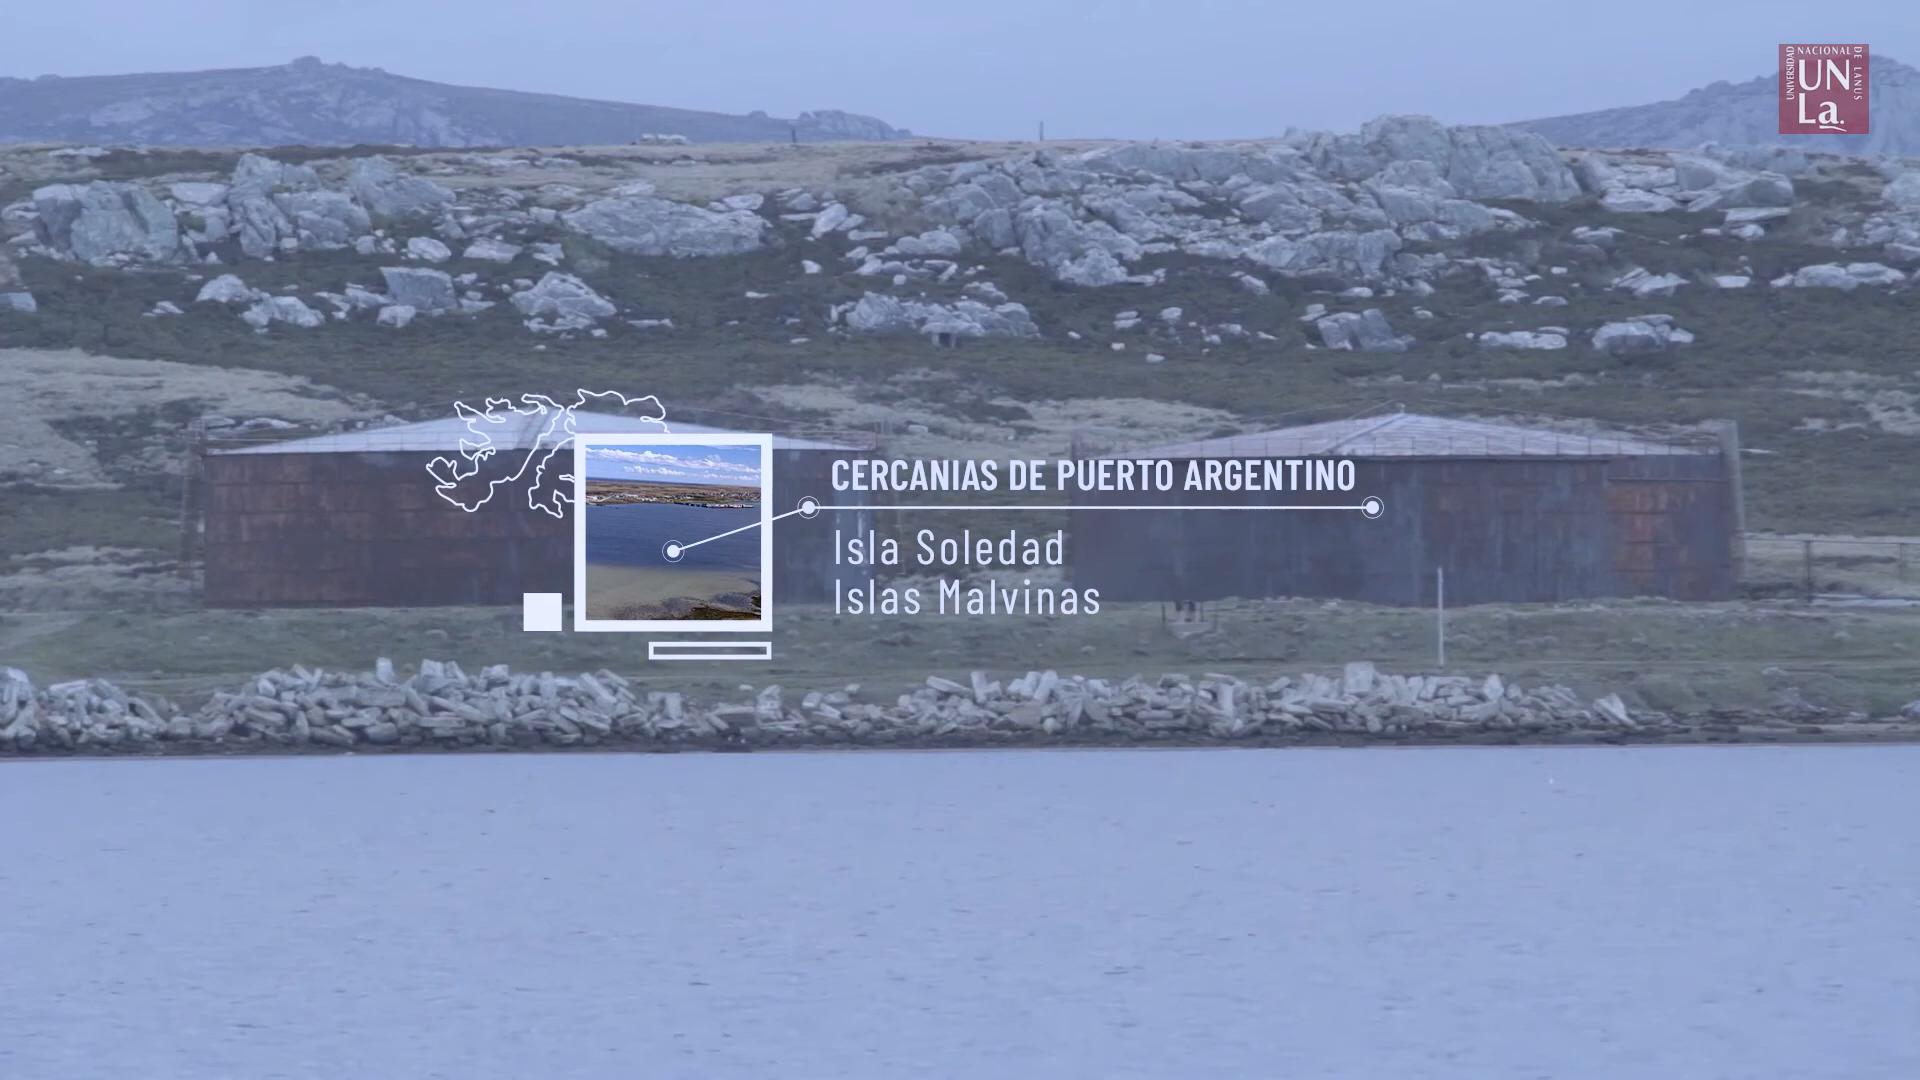 UNIVERSIDAD NACIONAL DE LANUS
UN
La.
CERCANIAS DE PUERTO ARGENTINO
Isla Soledad
Islas Malvinas